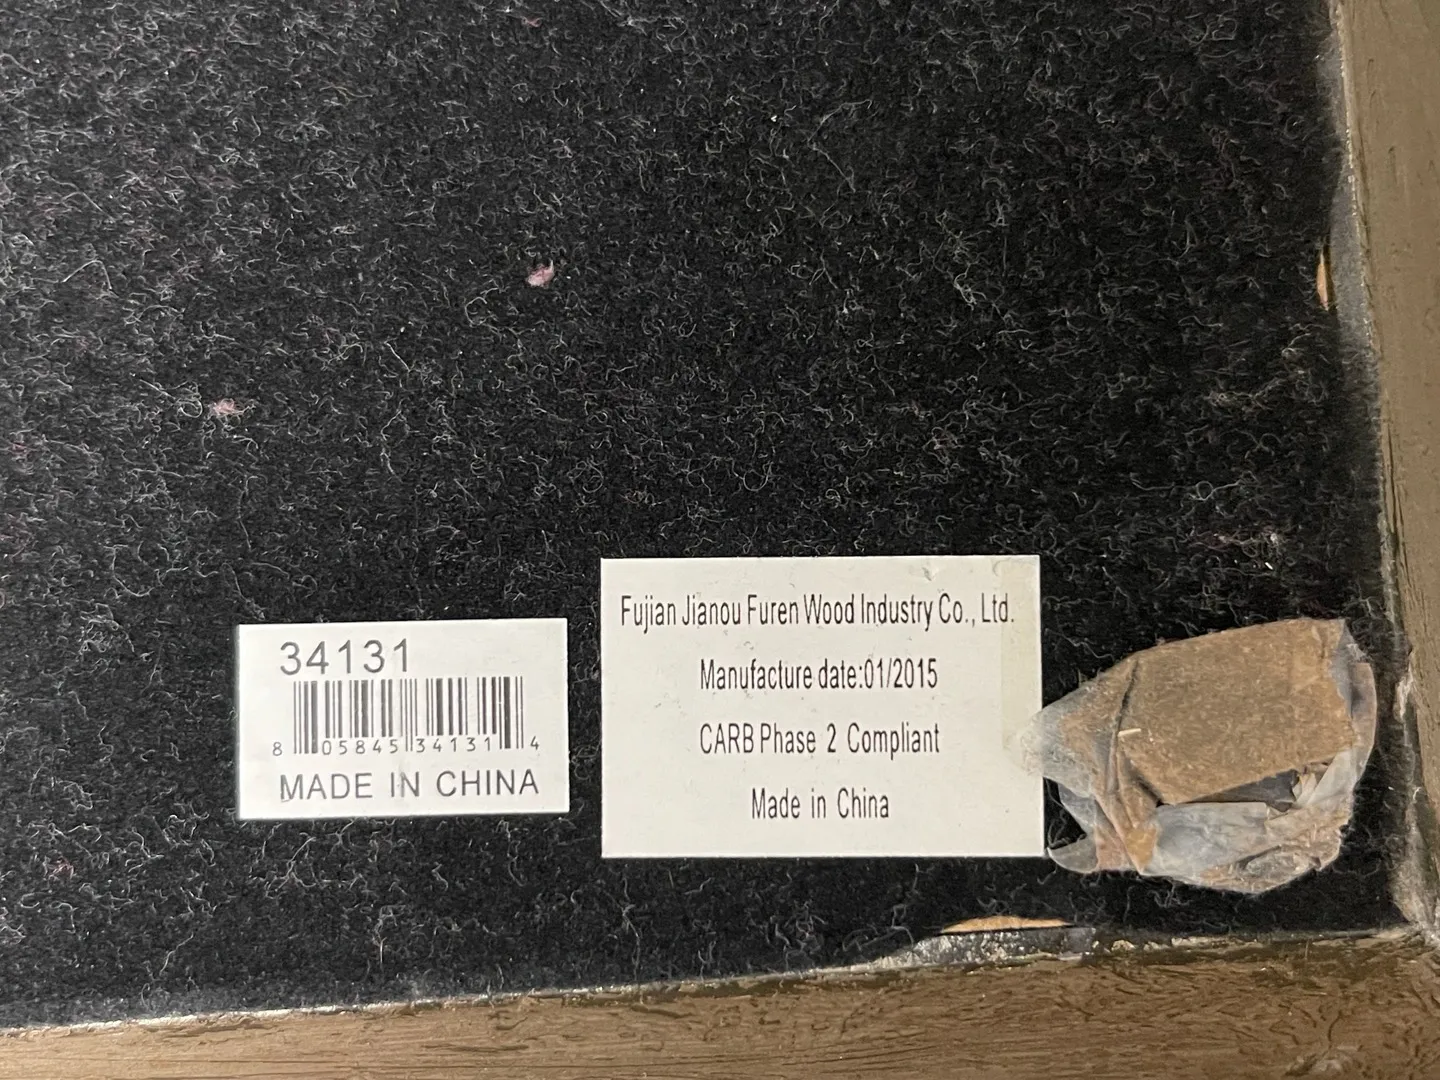 34131
8 05845 34131 4
MADE IN CHINA
Fujian Jianou Furen Wood Industry Co., Ltd.
Manufacture date:01/2015
CARB Phase 2 Compliant
Made in China